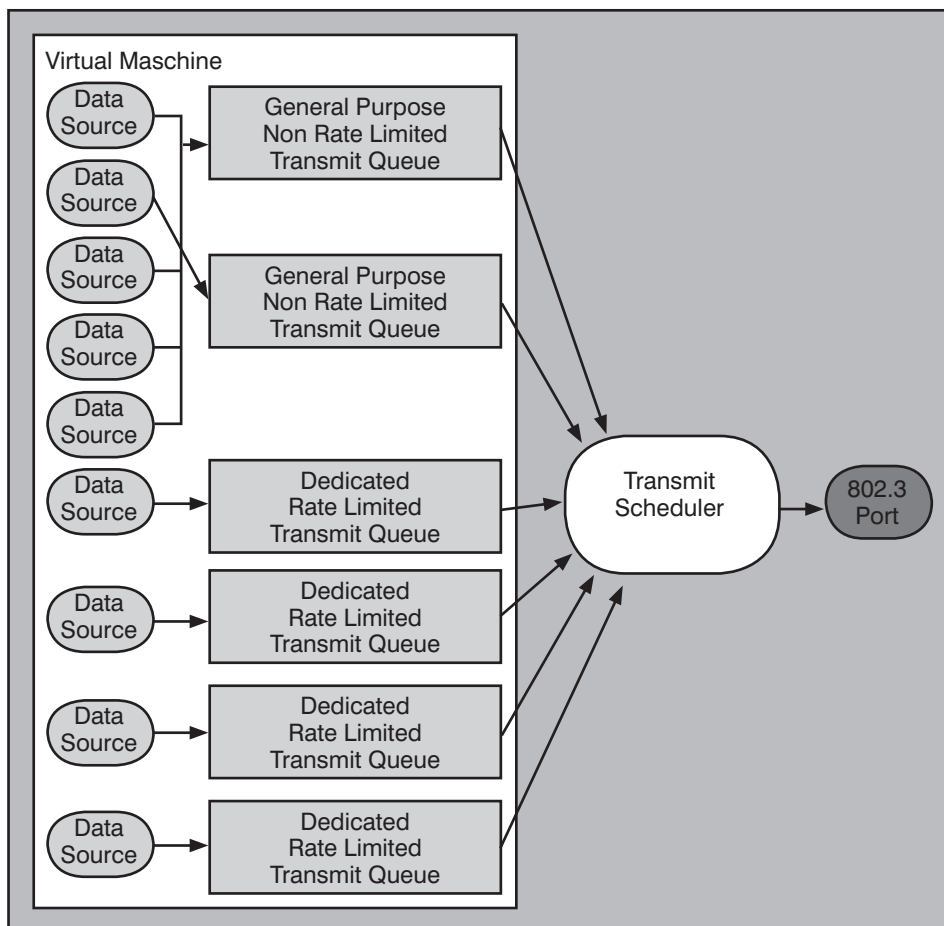 Virtual Maschine
Data
Source
General Purpose
Non Rate Limited
Transmit Queue
Data
Source
Data
Source
General Purpose
Non Rate Limited
Transmit Queue
Data
Source
Data
Source
Data
Source
Dedicated
Rate Limited
Transmit Queue
Transmit
Scheduler
802.3
Port
Data
Source
Dedicated
Rate Limited
Transmit Queue
Data
Source
Dedicated
Rate Limited
Transmit Queue
Data
Source
Dedicated
Rate Limited
Transmit Queue